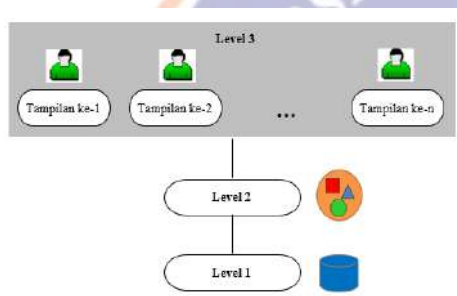 Level 3
Tampilan ke-1
Tampilan ke-2
...
Tampilan ke-n
Level 2
Level 1